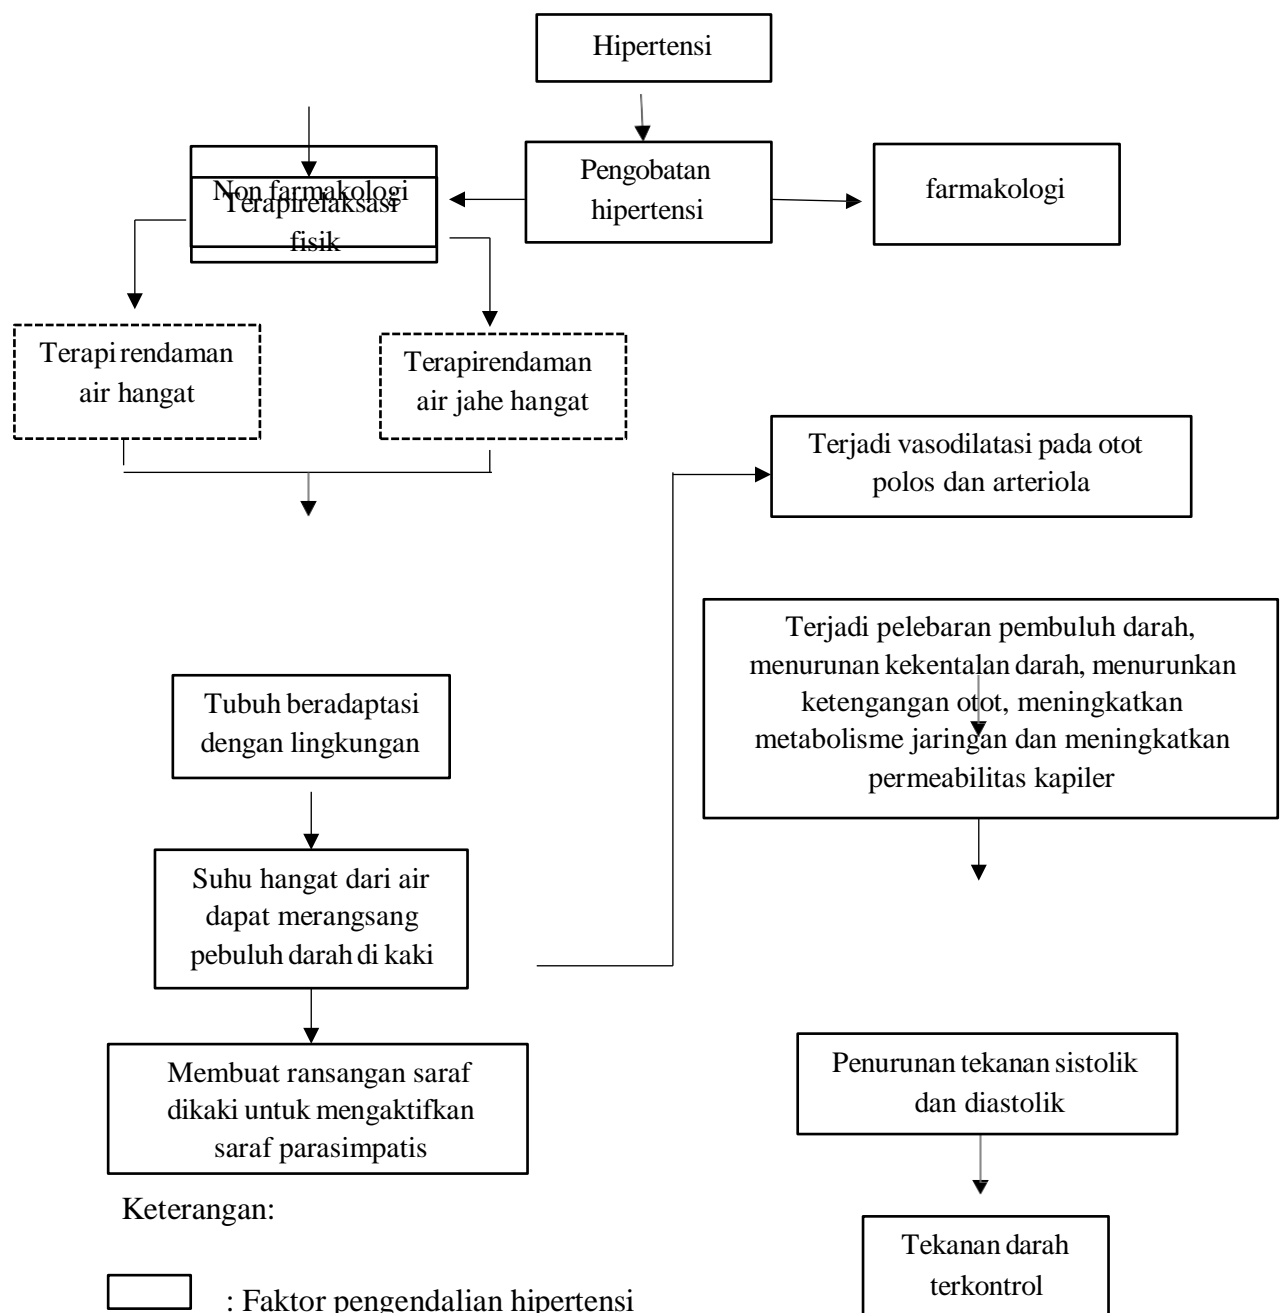 Hipertensi
Pengobatan
hipertensi
farmakologi
Non farmakologi
Terapirelaksasi
fisik
Terapi rendaman
air hangat
Terapirendaman
air jahe hangat
Terjadi vasodilatasi pada otot
polos dan arteriola
Terjadi pelebaran pembuluh darah,
menurunan kekentalan darah, menurunkan
ketengangan otot, meningkatkan
metabolisme jaringan dan meningkatkan
permeabilitas kapiler
Tubuh beradaptasi
dengan lingkungan
Suhu hangat dari air
dapat merangsang
pebuluh darah di kaki
Membuat ransangan saraf
dikaki untuk mengaktifkan
saraf parasimpatis
Penurunan tekanan sistolik
dan diastolik
Tekanan darah
terkontrol
Keterangan:
: Faktor pengendalian hipertensi